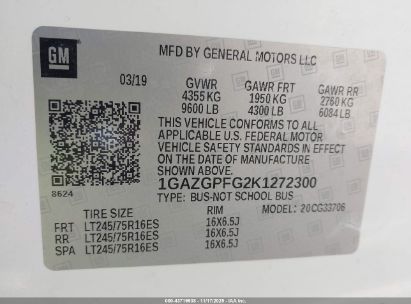 GM
MFD BY GENERAL MOTORS LLC
03/19 GVWR GAWR FRT GAWR RR
4355 KG 1950 KG 2760 KG
9600 LB 4300 LB 6084 LB
THIS VEHICLE CONFORMS TO ALL
APPLICABLE U.S. FEDERAL MOTOR
VEHICLE SAFETY STANDARDS IN EFFECT
ON THE DATE OF MANUFACTURE
SHOWN ABOVE.
1GAZGPFG2K1272300
8624 TYPE: BUS-NOT SCHOOL BUS
TIRE SIZE RIM MODEL: 20CG33706
FRT LT245/75R16ES 16X6.5J
RR LT245/75R16ES 16X6.5J
SPA LT245/75R16ES 16X6.5J